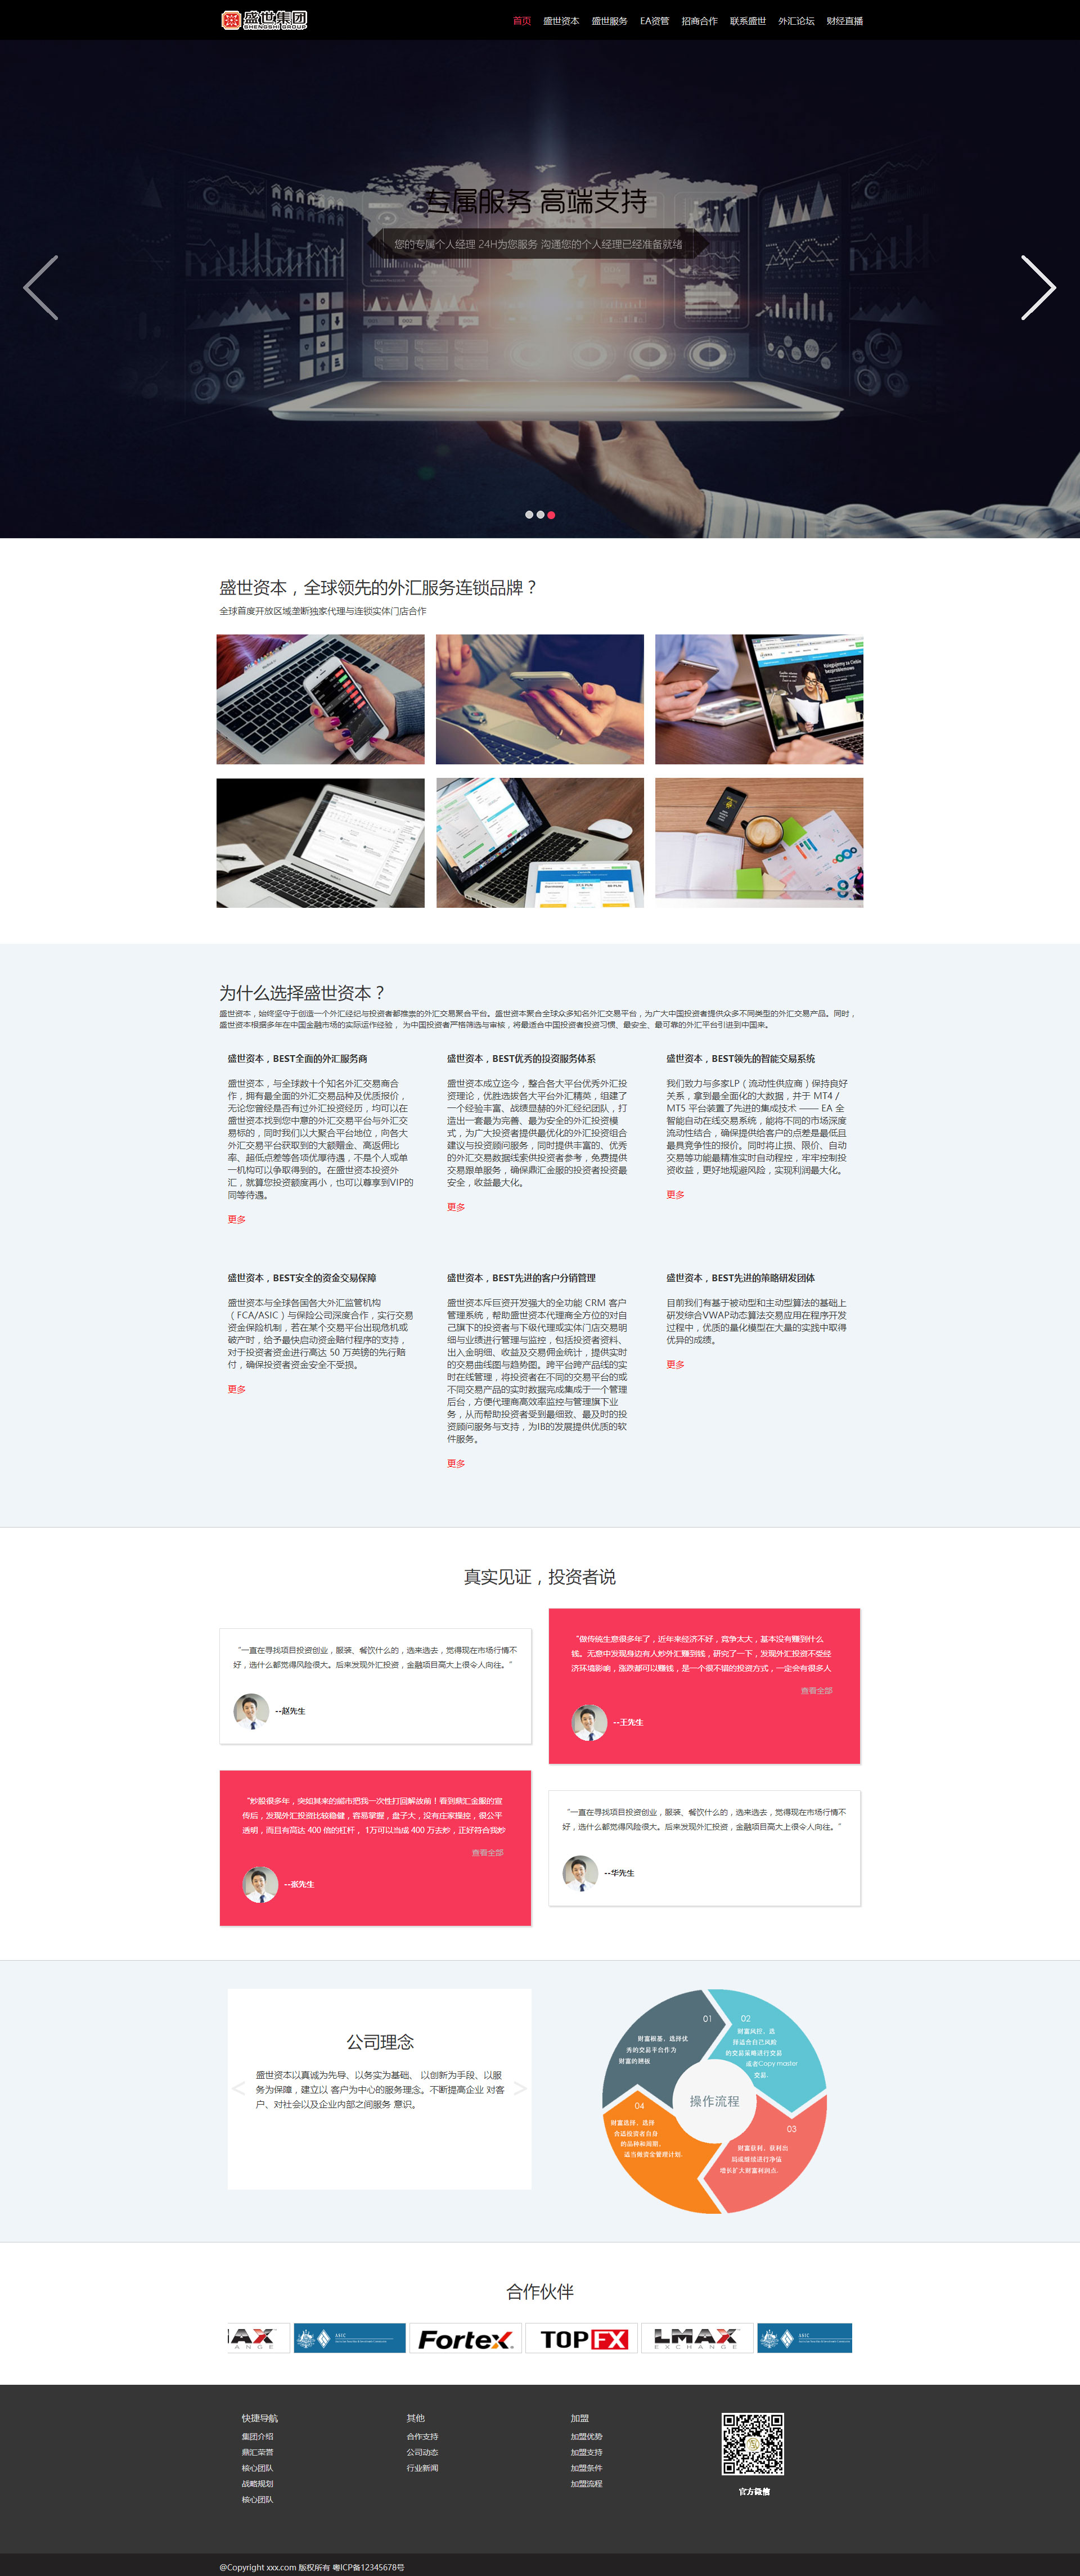 盛世集团
SHENGSHI GROUP
首页 盛世资本 盛世服务 EA资管 招商合作 联系盛世 外汇论坛 财经直播
专属服务 高端支持
您的专属个人经理 24H为您服务 沟通您的个人经理已经准备就绪
盛世资本，全球领先的外汇服务连锁品牌？
全球首度开放区域垄断独家代理与连锁实体门店合作
为什么选择盛世资本？
盛世资本，始终坚守于创造一个外汇经纪与投资者都推崇的外汇交易聚合平台。盛世资本聚合全球众多知名外汇交易平台，为广大中国投资者提供众多不同类型的外汇交易产品。同时，
盛世资本根据多年在中国金融市场的实际运作经验， 为中国投资者严格筛选与审核，将最适合中国投资者投资习惯、最安全、最可靠的外汇平台引进到中国来。
盛世资本，BEST全面的外汇服务商
盛世资本，与全球数十个知名外汇交易商合
作，拥有最全面的外汇交易品种及优质报价，
无论您曾经是否有过外汇投资经历，均可以在
盛世资本找到您中意的外汇交易平台与外汇交
易标的，同时我们以大聚合平台地位，向各大
外汇交易平台获取到的大额赠金、高返佣比
率、超低点差等各项优厚待遇，不是个人或单
一机构可以争取得到的。在盛世资本投资外
汇，就算您投资额度再小，也可以尊享到VIP的
同等待遇。
更多
盛世资本，BEST优秀的投资服务体系
盛世资本成立迄今，整合各大平台优秀外汇投
资理论，优胜选拔各大平台外汇精英，组建了
一个经验丰富、战绩显赫的外汇经纪团队，打
造出一套最为完善、最为安全的外汇投资模
式，为广大投资者提供最优化的外汇投资组合
建议与投资顾问服务，同时提供丰富的、优秀
的外汇交易数据线索供投资者参考，免费提供
交易跟单服务，确保鼎汇金服的投资者投资最
安全，收益最大化。
更多
盛世资本，BEST领先的智能交易系统
我们致力与多家LP（流动性供应商）保持良好
关系，拿到最全面化的大数据，并于 MT4 /
MT5 平台装置了先进的集成技术 —— EA 全
智能自动在线交易系统，能将不同的市场深度
流动性结合，确保提供给客户的点差是最低且
最具竞争性的报价。同时将止损、限价、自动
交易等功能最精准实时自动程控，牢牢控制投
资收益，更好地规避风险，实现利润最大化。
更多
盛世资本，BEST安全的资金交易保障
盛世资本与全球各国各大外汇监管机构
（FCA/ASIC）与保险公司深度合作，实行交易
资金保险机制，若在某个交易平台出现危机或
破产时，给予最快启动资金赔付程序的支持，
对于投资者资金进行高达 50 万英镑的先行赔
付，确保投资者资金安全不受损。
更多
盛世资本，BEST先进的客户分销管理
盛世资本斥巨资开发强大的全功能 CRM 客户
管理系统，帮助盛世资本代理商全方位的对自
己旗下的投资者与下级代理或实体门店交易明
细与业绩进行管理与监控，包括投资者资料、
出入金明细、收益及交易佣金统计，提供实时
的交易曲线图与趋势图。跨平台跨产品线的实
时在线管理，将投资者在不同的交易平台的或
不同交易产品的实时数据完成集成于一个管理
后台，方便代理商高效率监控与管理旗下业
务，从而帮助投资者受到最细致、最及时的投
资顾问服务与支持，为IB的发展提供优质的软
件服务。
更多
盛世资本，BEST先进的策略研发团体
目前我们有基于被动型和主动型算法的基础上
研发综合VWAP动态算法交易应用在程序开发
过程中，优质的量化模型在大量的实践中取得
优异的成绩。
更多
真实见证，投资者说
“一直在寻找项目投资创业，服装、餐饮什么的，选来选去，觉得现在市场行情不
好，选什么都觉得风险很大。后来发现外汇投资，金融项目高大上很令人向往。”
--赵先生
“做传统生意很多年了，近年来经济不好，竞争太大，基本没有赚到什么
钱。无意中发现身边有人炒外汇赚到钱，研究了一下，发现外汇投资不受经
济环境影响，涨跌都可以赚钱，是一个很不错的投资方式，一定会有很多人
查看全部
--王先生
“炒股很多年，突如其来的熊市把我一次性打回解放前！看到鼎汇金服的宣
传后，发现外汇投资比较稳健，容易掌握，盘子大，没有庄家操控，很公平
透明，而且有高达 400 倍的杠杆， 1万可以当成 400 万去炒，正好符合我炒
查看全部
--张先生
“一直在寻找项目投资创业，服装、餐饮什么的，选来选去，觉得现在市场行情不
好，选什么都觉得风险很大。后来发现外汇投资，金融项目高大上很令人向往。”
--华先生
公司理念
盛世资本以真诚为先导、以务实为基础、 以创新为手段、以服
务为保障，建立以 客户为中心的服务理念。不断提高企业 对客
户、对社会以及企业内部之间服务 意识。
01
财富根基，选择优
秀的交易平台作为
财富的翘板
02
财富风控，选
择适合自己风险
的交易策略进行交易
或者Copy master
交易.
操作流程
04
财富选择，选择
合适投资者自身
的品种和周期，
适当做资金管理计划.
03
财富获利，获利出
局或继续进行净值
增长扩大财富利润点.
合作伙伴
AX
ANGE
ASIC
ForteX
TOPFX
LMAX
EXCHANGE
ASIC
快捷导航
集团介绍
鼎汇荣誉
核心团队
战略规划
核心团队
其他
合作支持
公司动态
行业新闻
加盟
加盟优势
加盟支持
加盟条件
加盟流程
官方微信
@Copyright xxx.com 版权所有 粤ICP备12345678号